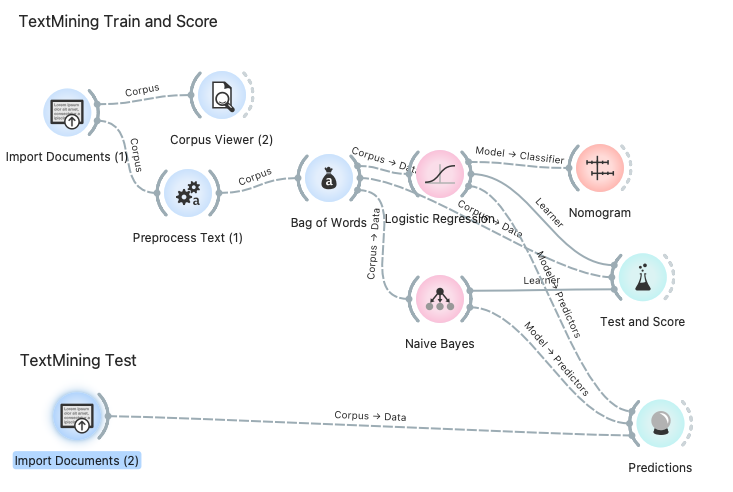 TextMining Train and Score
Corpus
Import Documents (1)
Corpus Viewer (2)
Corpus
Preprocess Text (1)
Corpus
a
Bag of Words
a
Corpus → Data
Logistic Regression
Model → Classifier
Nomogram
Learner
Corpus → Data
Corpus → Data
Model → Predictors
Test and Score
Learner
Naive Bayes
Model → Predictors
TextMining Test
Import Documents (2)
Corpus → Data
Predictions